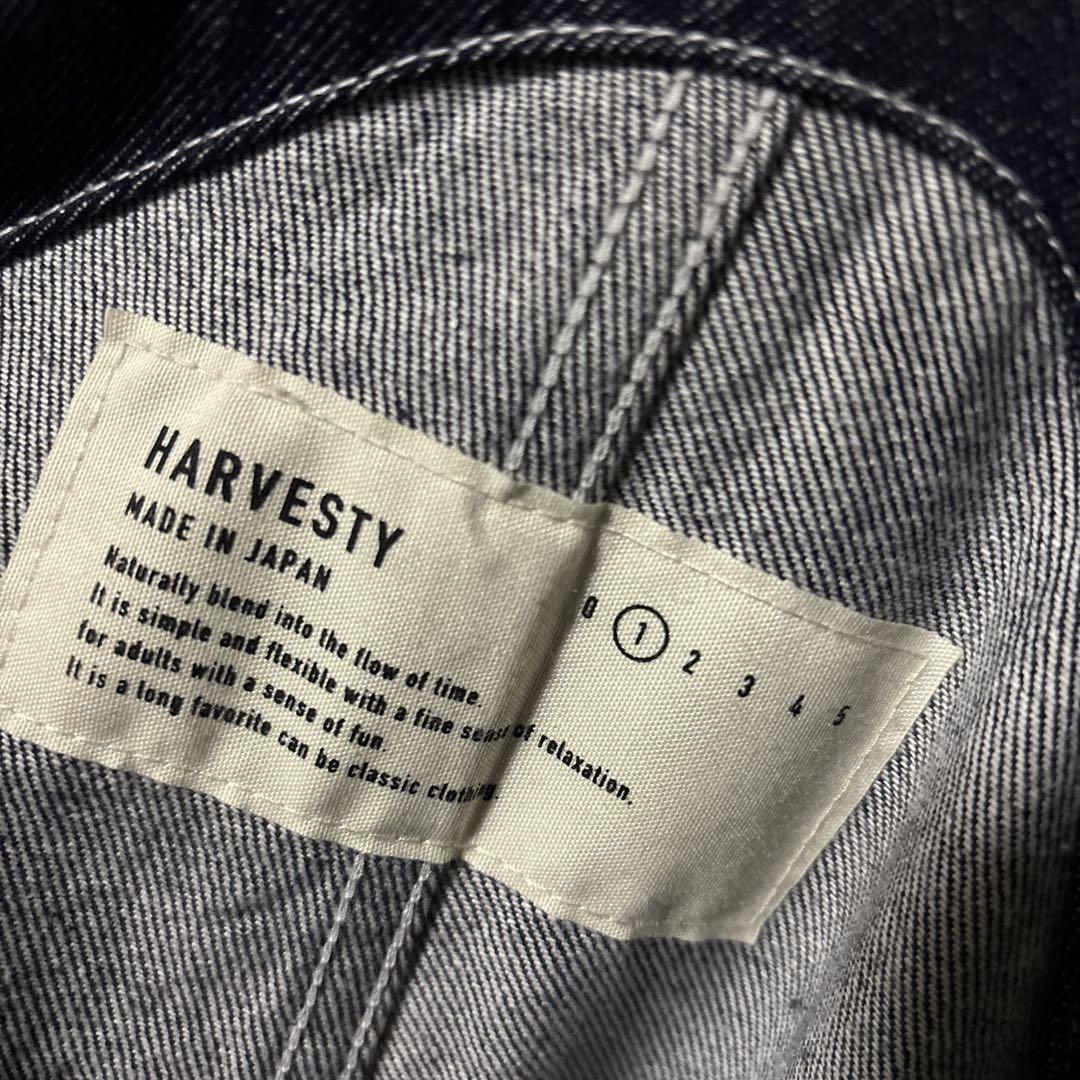 HARVESTY
MADE IN JAPAN
Naturally blend into the flow of time.
It is simple and flexible with a fine sense of relaxation.
for adults with a sense of fun.
It is a long favorite can be classic clothing.
0 1 2 3 4 5